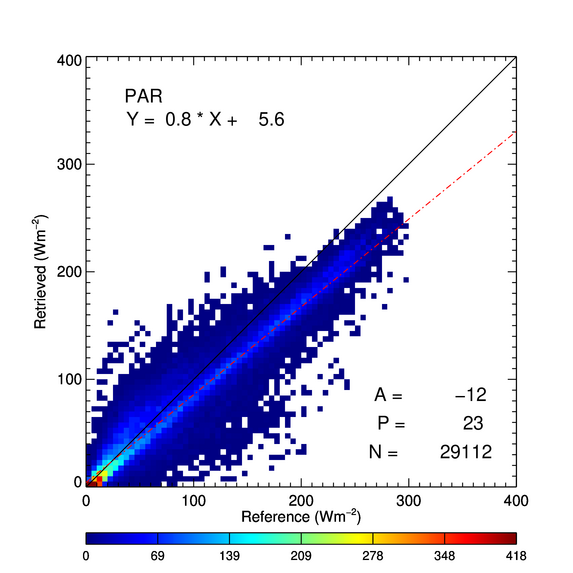 400
PAR
Y = 0.8 * X + 5.6
300
Retrieved (Wm⁻²)
200
100
A = −12
P = 23
N = 29112
0
0 100 200 300 400
Reference (Wm⁻²)
0 69 139 209 278 348 418